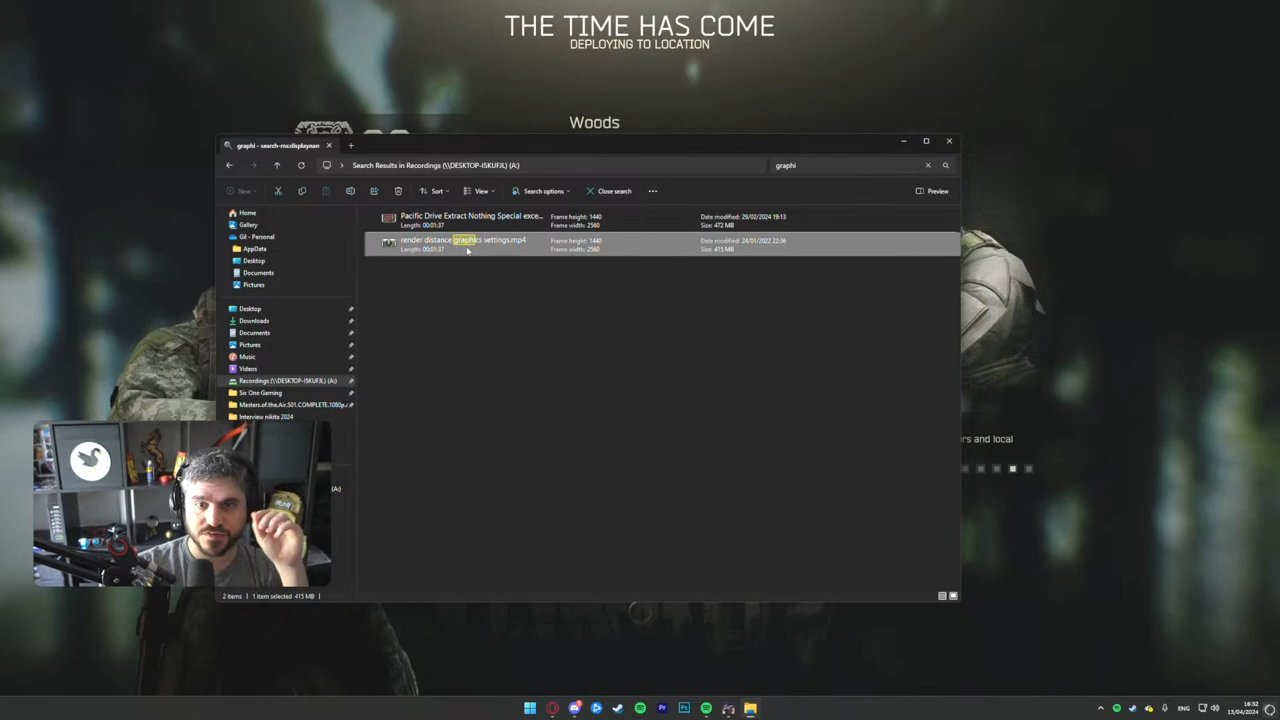 THE TIME HAS COME
DEPLOYING TO LOCATION
Woods
graphi - search-ms:displaynam
Search Results in Recordings (\\DESKTOP-I5KUFJL) (A:)
graphi
New
Sort
View
Search options
Close search
Preview
Home
Gallery
Gil - Personal
AppData
Desktop
Documents
Pictures
Desktop
Downloads
Documents
Pictures
Music
Videos
Recordings (\\DESKTOP-I5KUFJL) (A:)
Sis One Gaming
Masters.of.the.Air.S01.COMPLETE.1080p.
Interview nikita 2024
(A:)
Pacific Drive Extract Nothing Special exce...
Length: 00:01:37
Frame height: 1440
Frame width: 2560
Date modified: 29/02/2024 19:13
Size: 472 MB
render distance graphics settings.mp4
Length: 00:01:37
Frame height: 1440
Frame width: 2560
Date modified: 24/01/2022 22:36
Size: 415 MB
rs and local
2 items
1 item selected 415 MB
ENG
16:32
13/04/2024